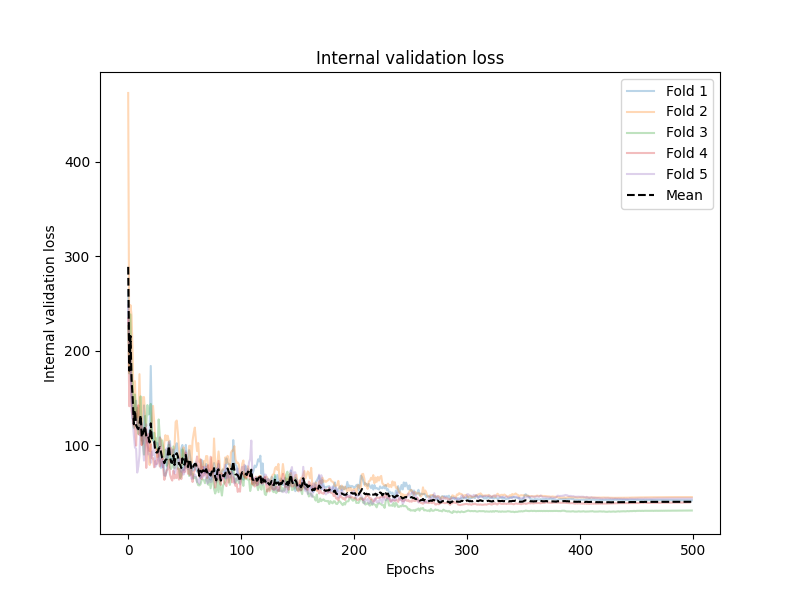 Internal validation loss
Fold 1
Fold 2
Fold 3
Fold 4
Fold 5
Mean
400
300
200
100
Internal validation loss
0 100 200 300 400 500
Epochs